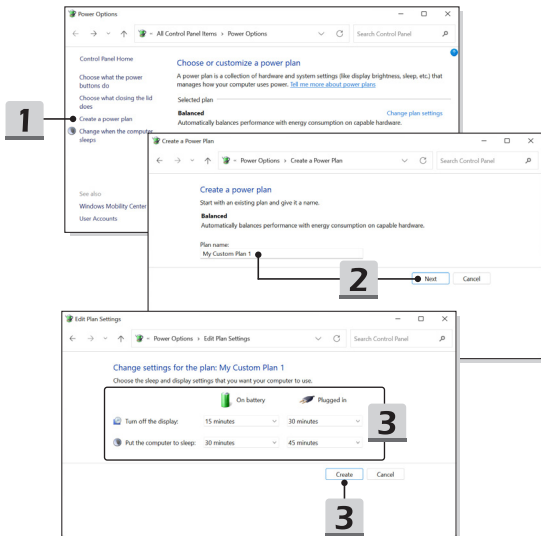 Power Options
All Control Panel Items > Power Options
Search Control Panel
Control Panel Home
Choose what the power
buttons do
Choose what closing the lid
does
Create a power plan
Change when the computer
sleeps
See also
Windows Mobility Center
User Accounts
Choose or customize a power plan
A power plan is a collection of hardware and system settings (like display brightness, sleep, etc.) that
manages how your computer uses power. Tell me more about power plans
Selected plan
Balanced
Change plan settings
Automatically balances performance with energy consumption on capable hardware.
1
Create a Power Plan
Power Options > Create a Power Plan
Search Control Panel
Create a power plan
Start with an existing plan and give it a name.
Balanced
Automatically balances performance with energy consumption on capable hardware.
Plan name:
My Custom Plan 1
2
Next
Cancel
Edit Plan Settings
Power Options > Edit Plan Settings
Search Control Panel
Change settings for the plan: My Custom Plan 1
Choose the sleep and display settings that you want your computer to use.
On battery
Plugged in
Turn off the display:
15 minutes
30 minutes
Put the computer to sleep:
30 minutes
45 minutes
3
Create
Cancel
3